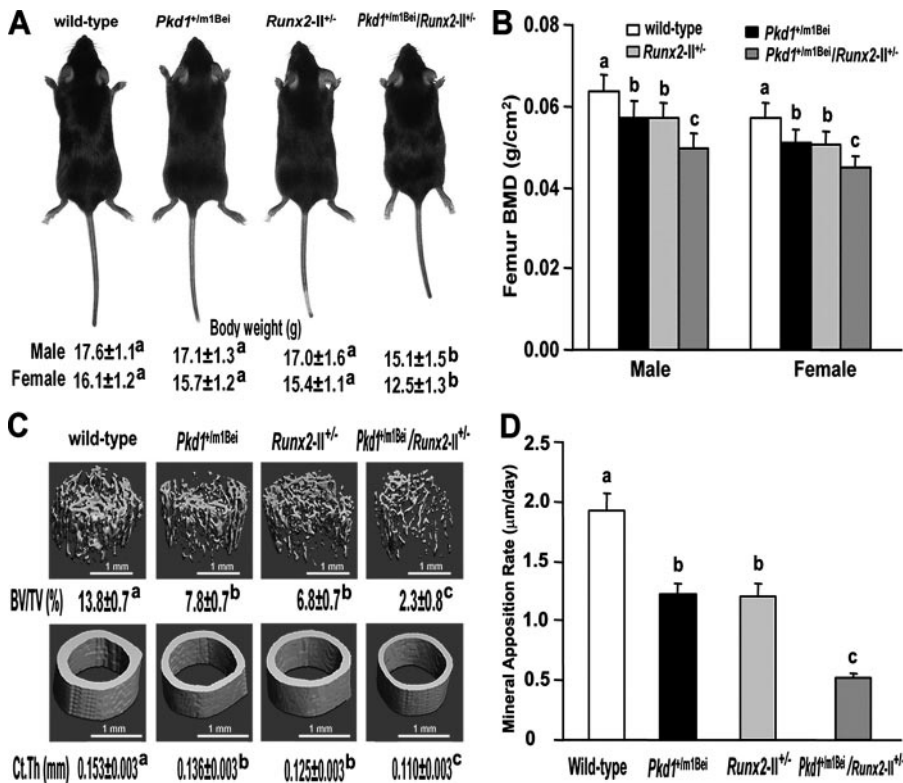 A
wild-type Pkd1+/m1Bei Runx2-II+/- Pkd1+/m1Bei/Runx2-II+/-
Body weight (g)
Male 17.6±1.1a 17.1±1.3a 17.0±1.6a 15.1±1.5b
Female 16.1±1.2a 15.7±1.2a 15.4±1.1a 12.5±1.3b
B
wild-type Pkd1+/m1Bei
Runx2-II+/- Pkd1+/m1Bei/Runx2-II+/-
Femur BMD (g/cm2)
0.08
0.06
0.04
0.02
0.00
a b b c
a b b c
Male Female
C
wild-type Pkd1+/m1Bei Runx2-II+/- Pkd1+/m1Bei/Runx2-II+/-
1 mm 1 mm 1 mm 1 mm
BV/TV (%) 13.8±0.7a 7.8±0.7b 6.8±0.7b 2.3±0.8c
1 mm 1 mm 1 mm 1 mm
Ct.Th (mm) 0.153±0.003a 0.136±0.003b 0.125±0.003b 0.110±0.003c
D
Mineral Apposition Rate (µm/day)
2.5
2.0
1.5
1.0
0.5
0
a b b c
Wild-type Pkd1+/m1Bei Runx2-II+/- Pkd1+/m1Bei/Runx2-II+/-